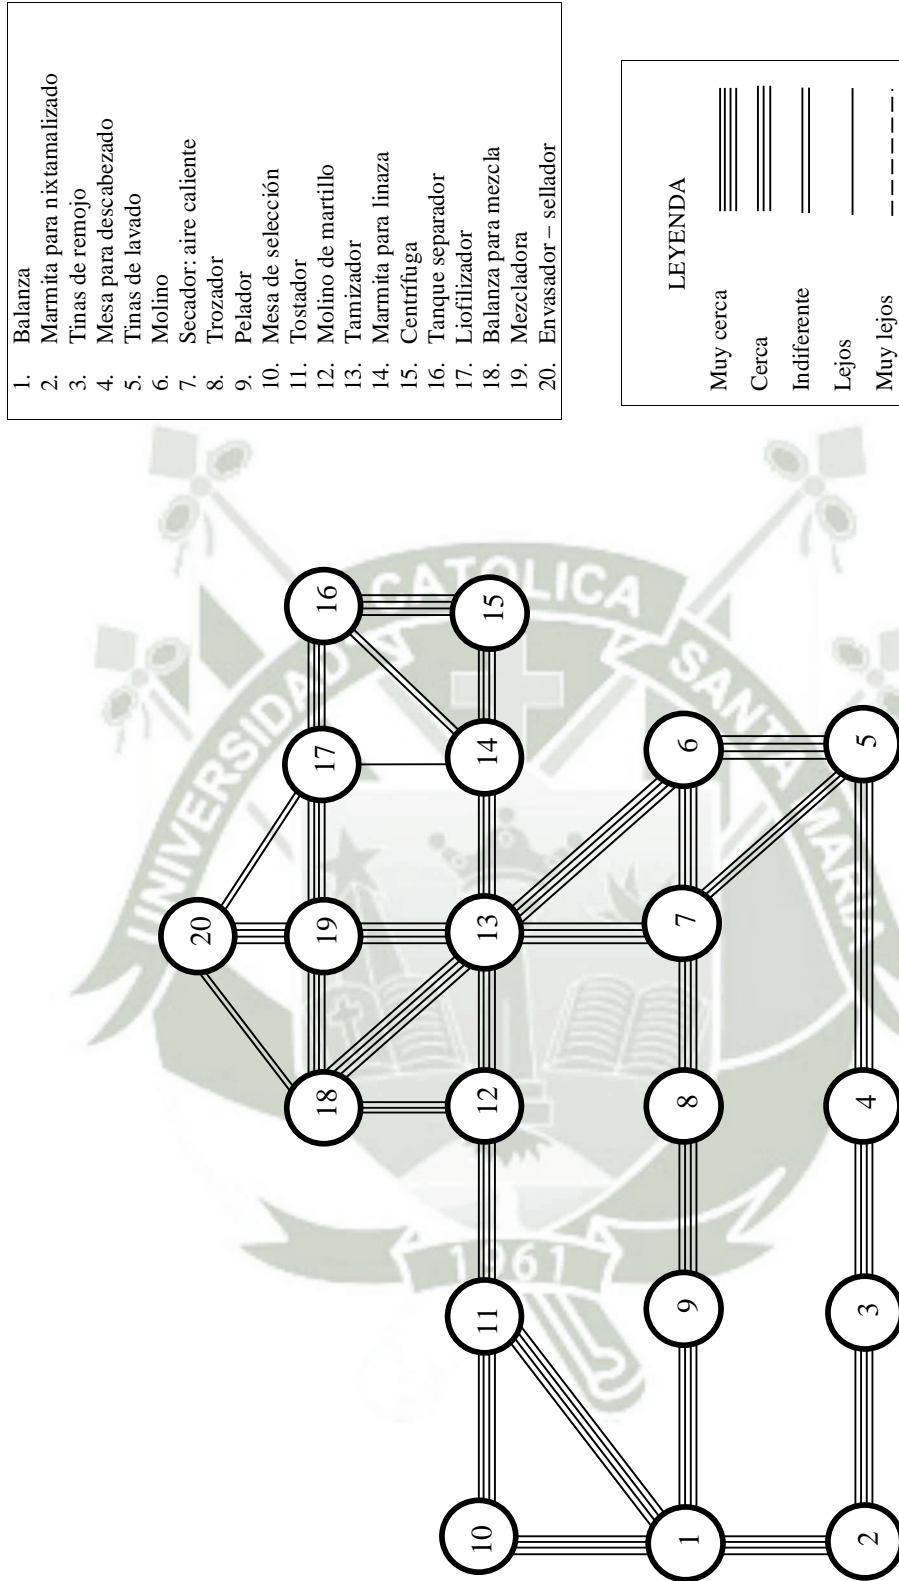 1. Balanza
2. Marmita para nixtamalizado
3. Tinas de remojo
4. Mesa para descabezado
5. Tinas de lavado
6. Molino
7. Secador: aire caliente
8. Trozador
9. Pelador
10. Mesa de selección
11. Tostador
12. Molino de martillo
13. Tamizador
14. Marmita para linaza
15. Centrífuga
16. Tanque separador
17. Liofilizador
18. Balanza para mezcla
19. Mezcladora
20. Envasador – sellador
LEYENDA
Muy cerca
Cerca
Indiferente
Lejos
Muy lejos
UNIVERSIDAD CATOLICA SANTA MARIA
1961
10
11
12
13
14
15
16
17
18
19
20
1
9
8
7
6
2
3
4
5